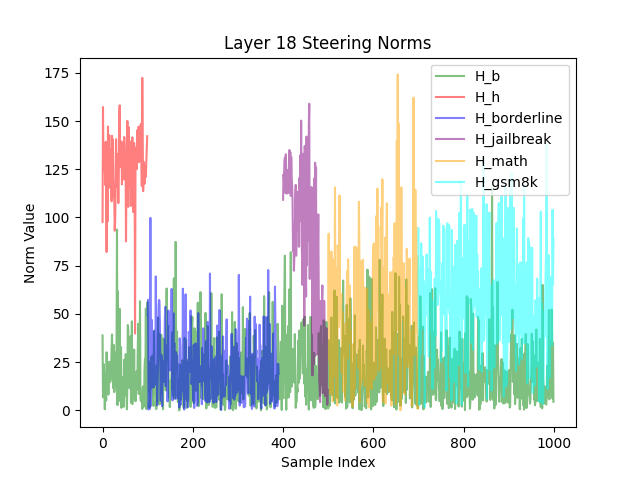 Layer 18 Steering Norms
Norm Value
175
150
125
100
75
50
25
0
H_b
H_h
H_borderline
H_jailbreak
H_math
H_gsm8k
0
200
400
600
800
1000
Sample Index